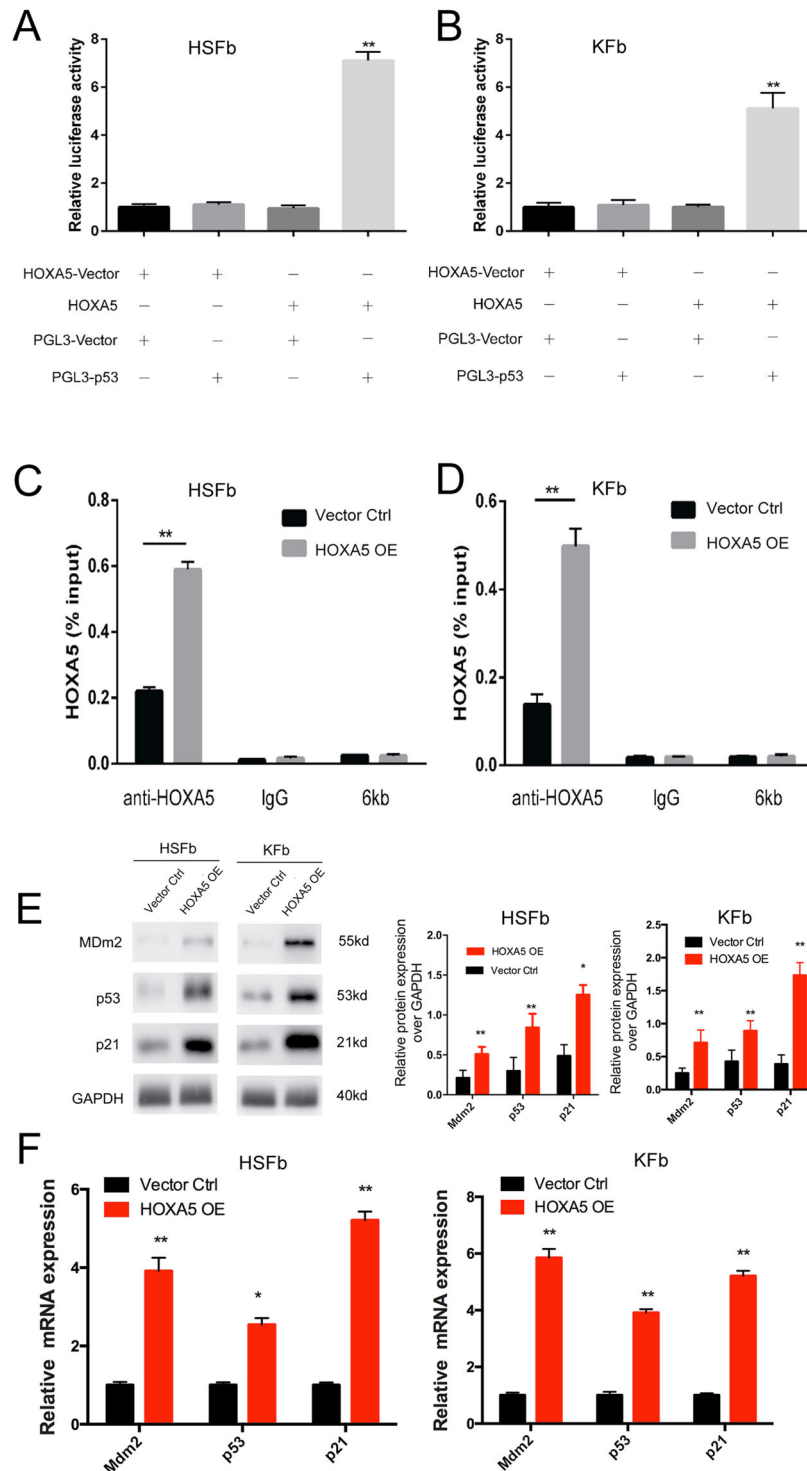 A
HSFb
Relative luciferase activity
8
6
4
2
0
**
HOXA5-Vector + + − −
HOXA5 − − + +
PGL3-Vector + − + −
PGL3-p53 − + − +
B
KFb
Relative luciferase activity
8
6
4
2
0
**
HOXA5-Vector + + − −
HOXA5 − − + +
PGL3-Vector + − + −
PGL3-p53 − + − +
C
HSFb
HOXA5 (% input)
0.8
0.6
0.4
0.2
0.0
**
Vector Ctrl
HOXA5 OE
anti-HOXA5 IgG 6kb
D
KFb
HOXA5 (% input)
0.6
0.4
0.2
0.0
**
Vector Ctrl
HOXA5 OE
anti-HOXA5 IgG 6kb
E
HSFb KFb
Vector Ctrl HOXA5 OE Vector Ctrl HOXA5 OE
MDm2 55kd
p53 53kd
p21 21kd
GAPDH 40kd
HSFb
Relative protein expression
over GAPDH
2.0
1.5
1.0
0.5
0.0
HOXA5 OE
Vector Ctrl
** ** *
Mdm2 p53 p21
KFb
Relative protein expression
over GAPDH
2.5
2.0
1.5
1.0
0.5
0.0
Vector Ctrl
HOXA5 OE
** ** **
Mdm2 p53 p21
F
HSFb
Relative mRNA expression
6
4
2
0
Vector Ctrl
HOXA5 OE
** * **
Mdm2 p53 p21
KFb
Relative mRNA expression
8
6
4
2
0
Vector Ctrl
HOXA5 OE
** ** **
Mdm2 p53 p21